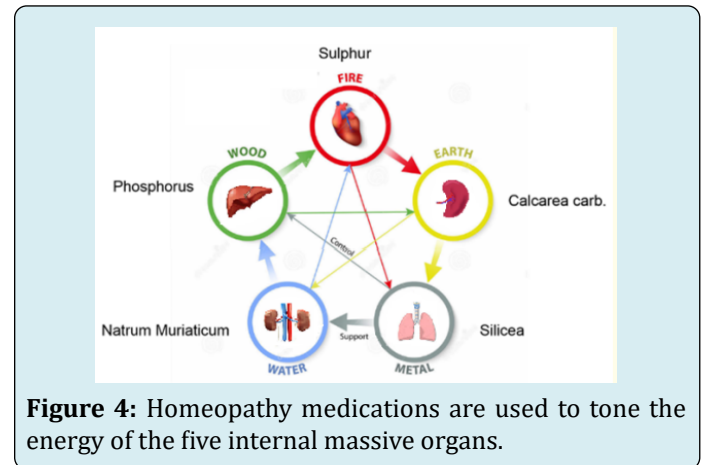 Sulphur
FIRE
WOOD
EARTH
Phosphorus
Calcarea carb.
Control
Natrum Muriaticum
Support
Silicea
WATER
METAL
Figure 4: Homeopathy medications are used to tone the
energy of the five internal massive organs.